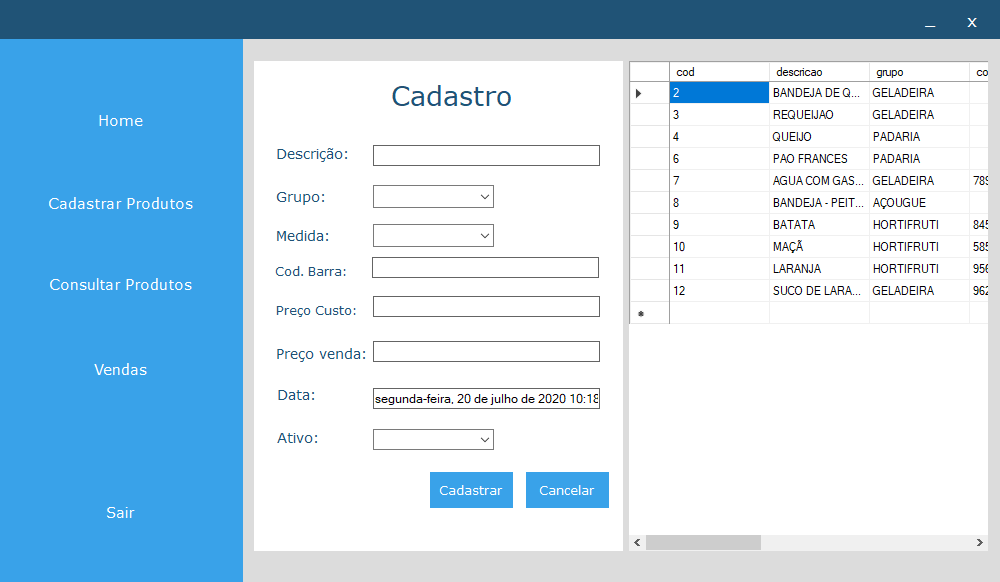 _ X
Home
Cadastrar Produtos
Consultar Produtos
Vendas
Sair
Cadastro
Descrição:
Grupo:
Medida:
Cod. Barra:
Preço Custo:
Preço venda:
Data: segunda-feira, 20 de julho de 2020 10:18
Ativo:
Cadastrar Cancelar
cod descricao grupo co
2 BANDEJA DE Q... GELADEIRA
3 REQUEIJAO GELADEIRA
4 QUEIJO PADARIA
6 PAO FRANCES PADARIA
7 AGUA COM GAS... GELADEIRA 789
8 BANDEJA - PEIT... AÇOUGUE
9 BATATA HORTIFRUTI 845
10 MAÇÃ HORTIFRUTI 585
11 LARANJA HORTIFRUTI 956
12 SUCO DE LARA... GELADEIRA 962